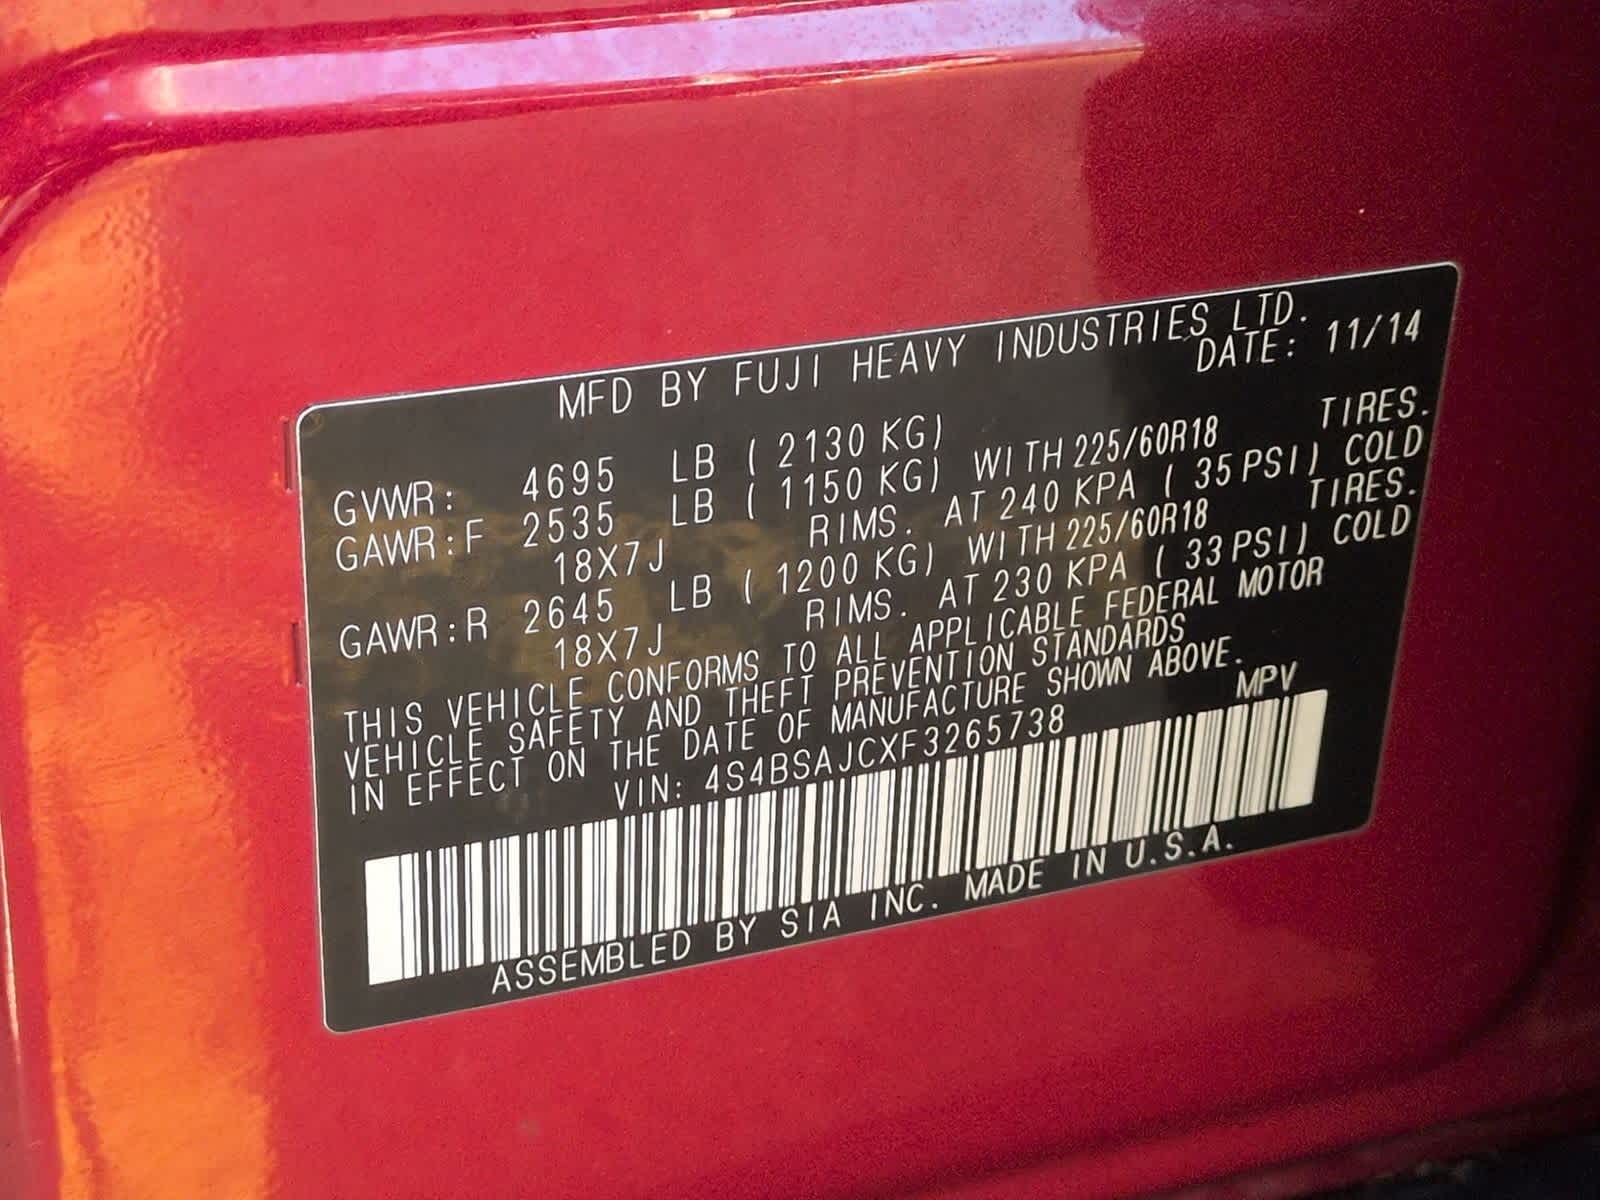 MFD BY FUJI HEAVY INDUSTRIES LTD.
DATE: 11/14
GVWR: 4695 LB ( 2130 KG)
GAWR:F 2535 LB ( 1150 KG) WITH 225/60R18 TIRES.
18X7J RIMS. AT 240 KPA ( 35 PSI) COLD
GAWR:R 2645 LB ( 1200 KG) WITH 225/60R18 TIRES.
18X7J RIMS. AT 230 KPA ( 33 PSI) COLD
THIS VEHICLE CONFORMS TO ALL APPLICABLE FEDERAL MOTOR
VEHICLE SAFETY AND THEFT PREVENTION STANDARDS
IN EFFECT ON THE DATE OF MANUFACTURE SHOWN ABOVE.
VIN: 4S4BSAJCXF3265738 MPV
ASSEMBLED BY SIA INC. MADE IN U.S.A.